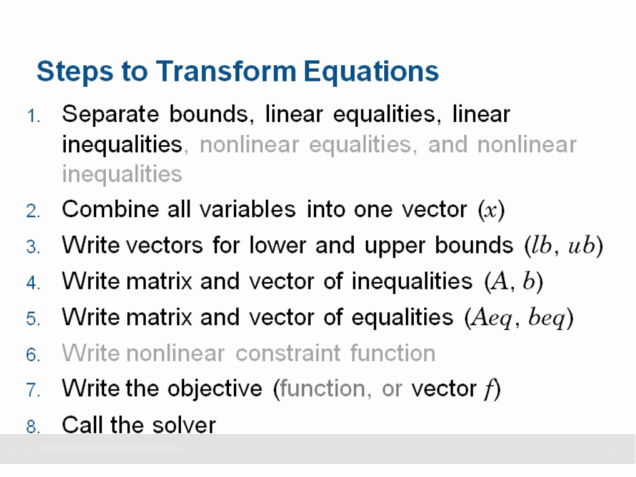 Steps to Transform Equations
1. Separate bounds, linear equalities, linear
inequalities, nonlinear equalities, and nonlinear
inequalities
2. Combine all variables into one vector (x)
3. Write vectors for lower and upper bounds (lb, ub)
4. Write matrix and vector of inequalities (A, b)
5. Write matrix and vector of equalities (Aeq, beq)
6. Write nonlinear constraint function
7. Write the objective (function, or vector f)
8. Call the solver